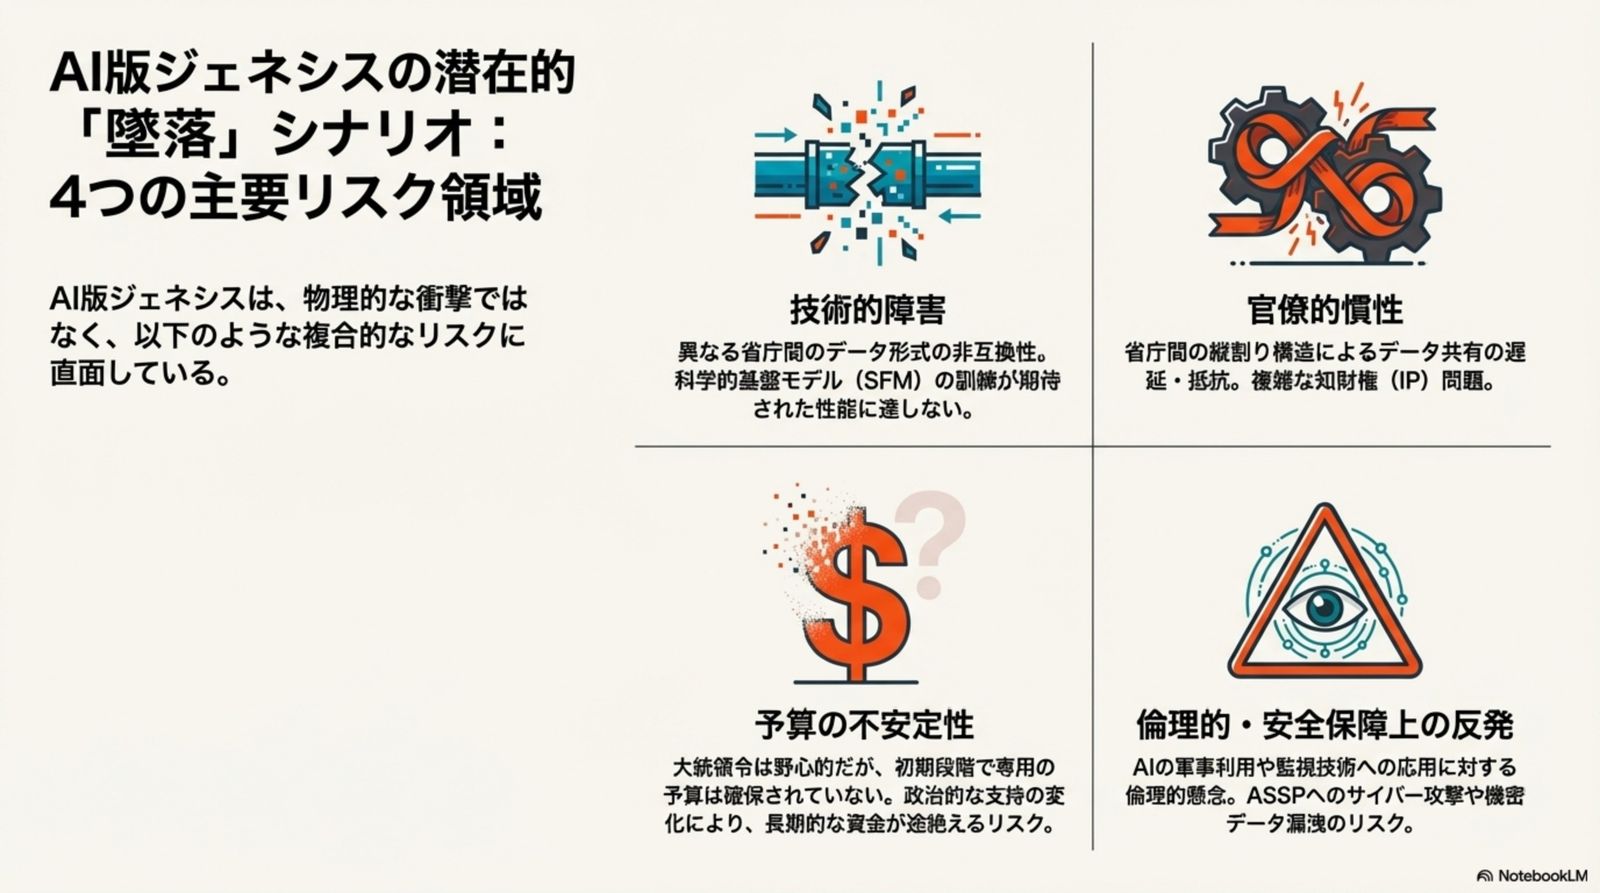 AI版ジェネシスの潜在的
「墜落」シナリオ：
4つの主要リスク領域
AI版ジェネシスは、物理的な衝撃では
なく、以下のような複合的なリスクに
直面している。
技術的障害
異なる省庁間のデータ形式の非互換性。
科学的基盤モデル（SFM）の訓練が期待
された性能に達しない。
官僚的慣性
省庁間の縦割り構造によるデータ共有の遅
延・抵抗。複雑な知財権（IP）問題。
$
?
予算の不安定性
大統領令は野心的だが、初期段階で専用の
予算は確保されていない。政治的な支持の変
化により、長期的な資金が途絶えるリスク。
倫理的・安全保障上の反発
AIの軍事利用や監視技術への応用に対する
倫理的懸念。ASSPへのサイバー攻撃や機密
データ漏洩のリスク。
NotebookLM